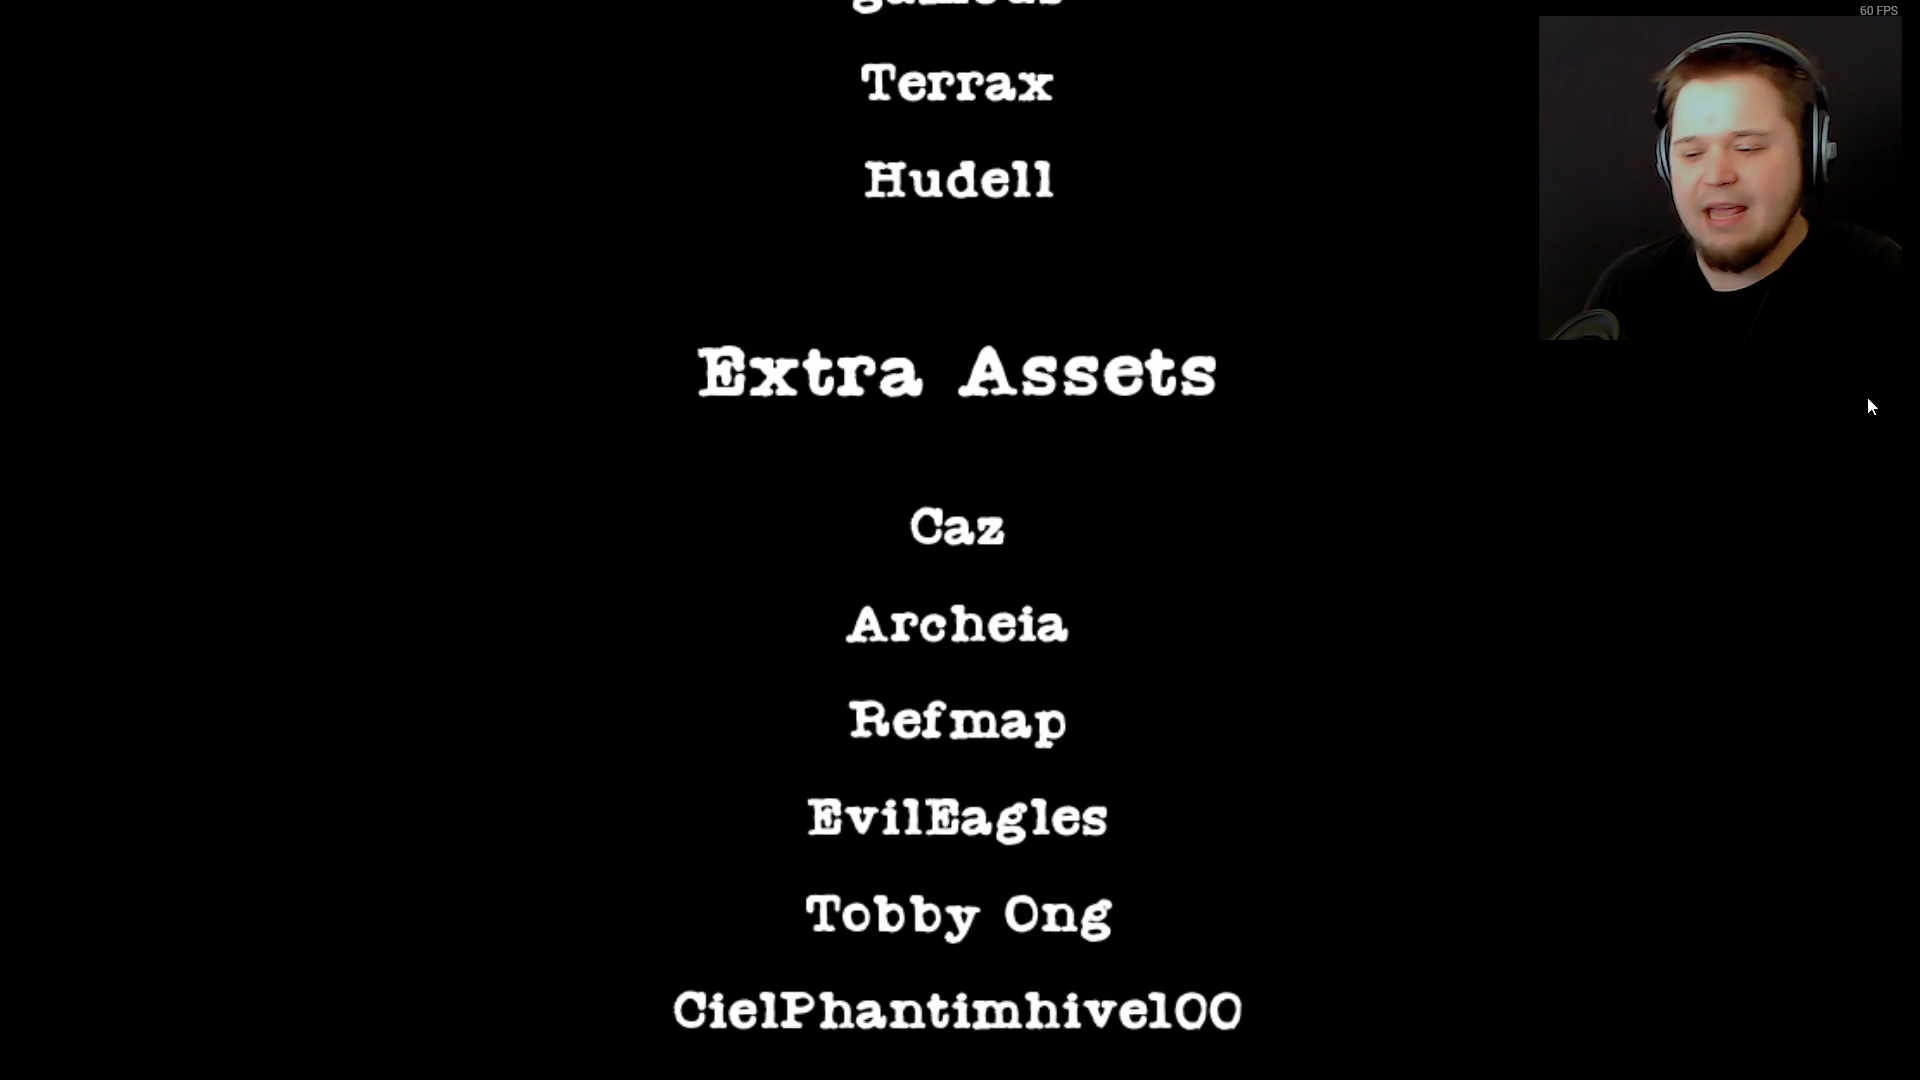 60 FPS
Terrax
Hudell
Extra Assets
Caz
Archeia
Refmap
EvilEagles
Tobby Ong
CielPhantimhive100